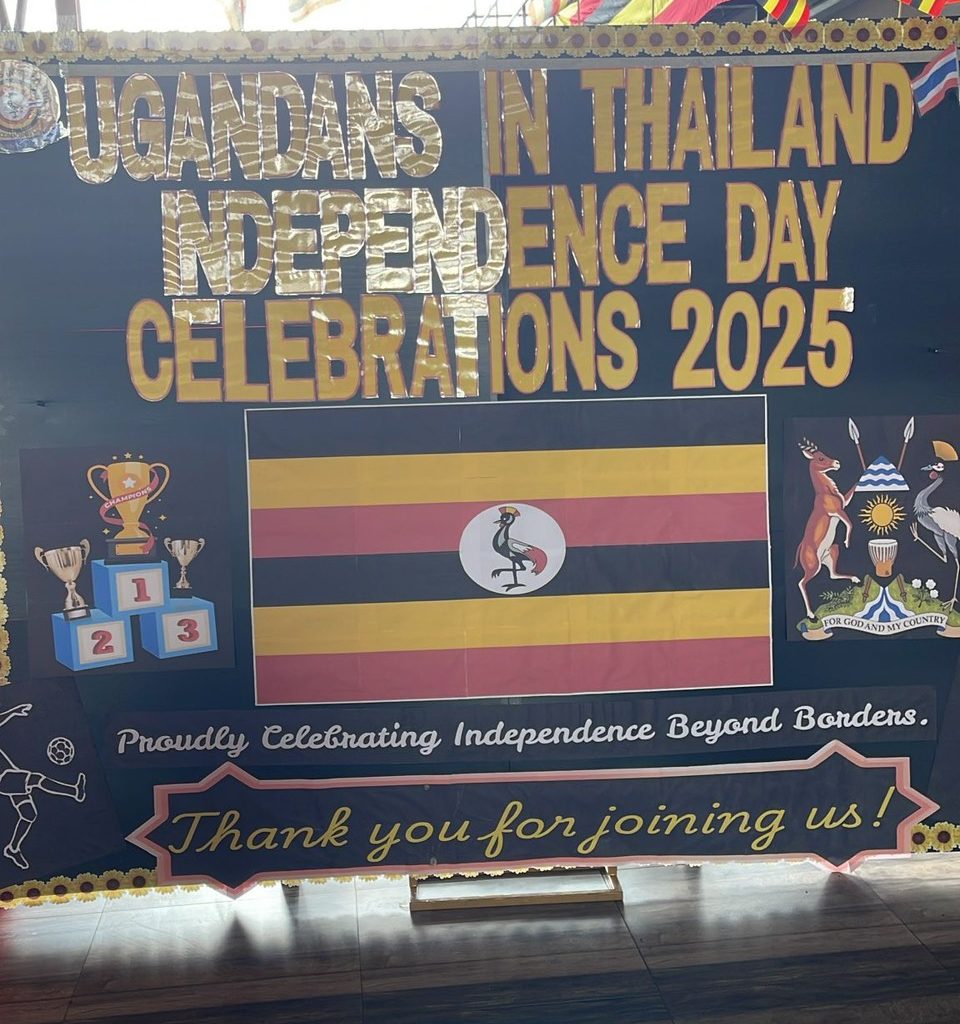 UGANDANS IN THAILAND
INDEPENDENCE DAY
CELEBRATIONS 2025
CHAMPIONS
1
2
3
FOR GOD AND MY COUNTRY
Proudly Celebrating Independence Beyond Borders.
Thank you for joining us!